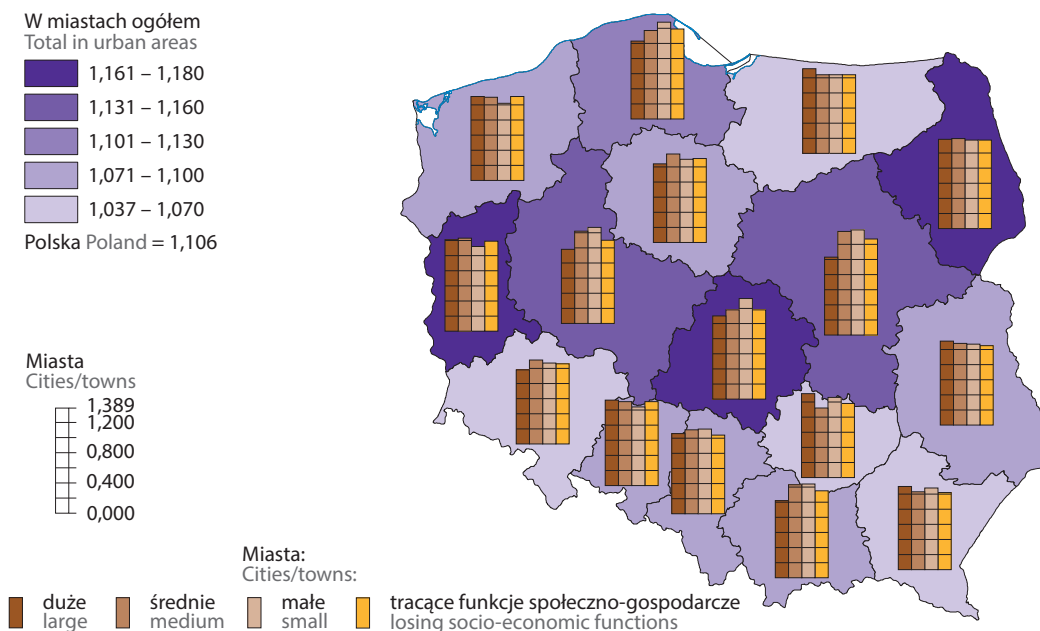 W miastach ogółem
Total in urban areas
1,161 – 1,180
1,131 – 1,160
1,101 – 1,130
1,071 – 1,100
1,037 – 1,070
Polska Poland = 1,106
Miasta
Cities/towns
1,389
1,200
0,800
0,400
0,000
Miasta:
Cities/towns:
duże
large
średnie
medium
małe
small
tracące funkcje społeczno-gospodarcze
losing socio-economic functions